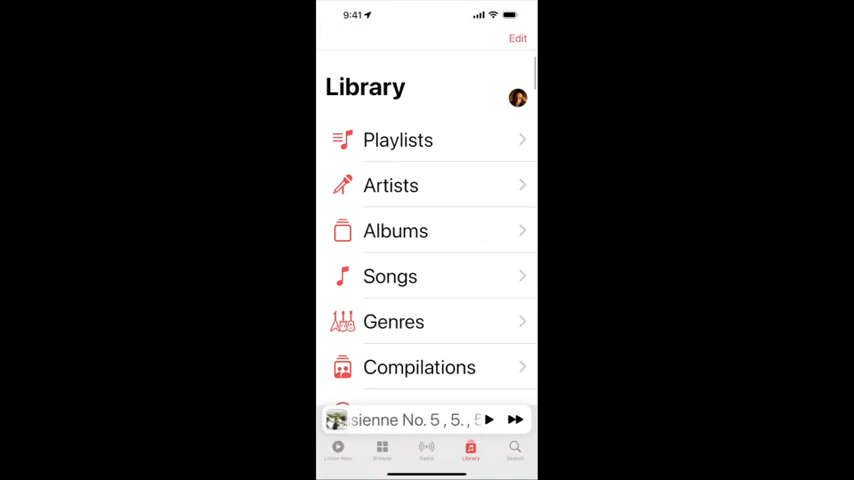 9:41
Edit
Library
Playlists
Artists
Albums
Songs
Genres
Compilations
sienne No. 5 , 5. , 5
Listen Now
Browse
Radio
Library
Search